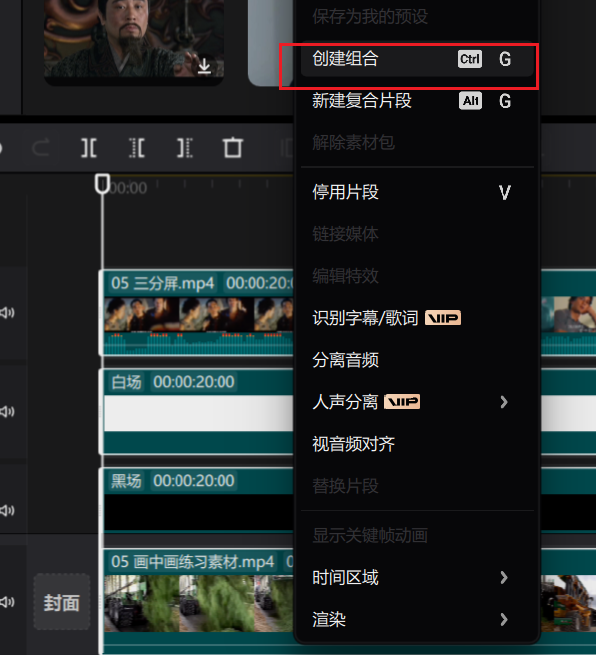 保存为我的预设
创建组合 Ctrl G
新建复合片段 Alt G
解除素材包
00:00
停用片段 V
链接媒体
编辑特效
05 三分屏.mp4 00:00:20:
识别字幕/歌词 VIP
分离音频
白场 00:00:20:00
人声分离 VIP
视音频对齐
黑场 00:00:20:00
替换片段
显示关键帧动画
05 画中画练习素材.mp4 0
时间区域
封面
渲染